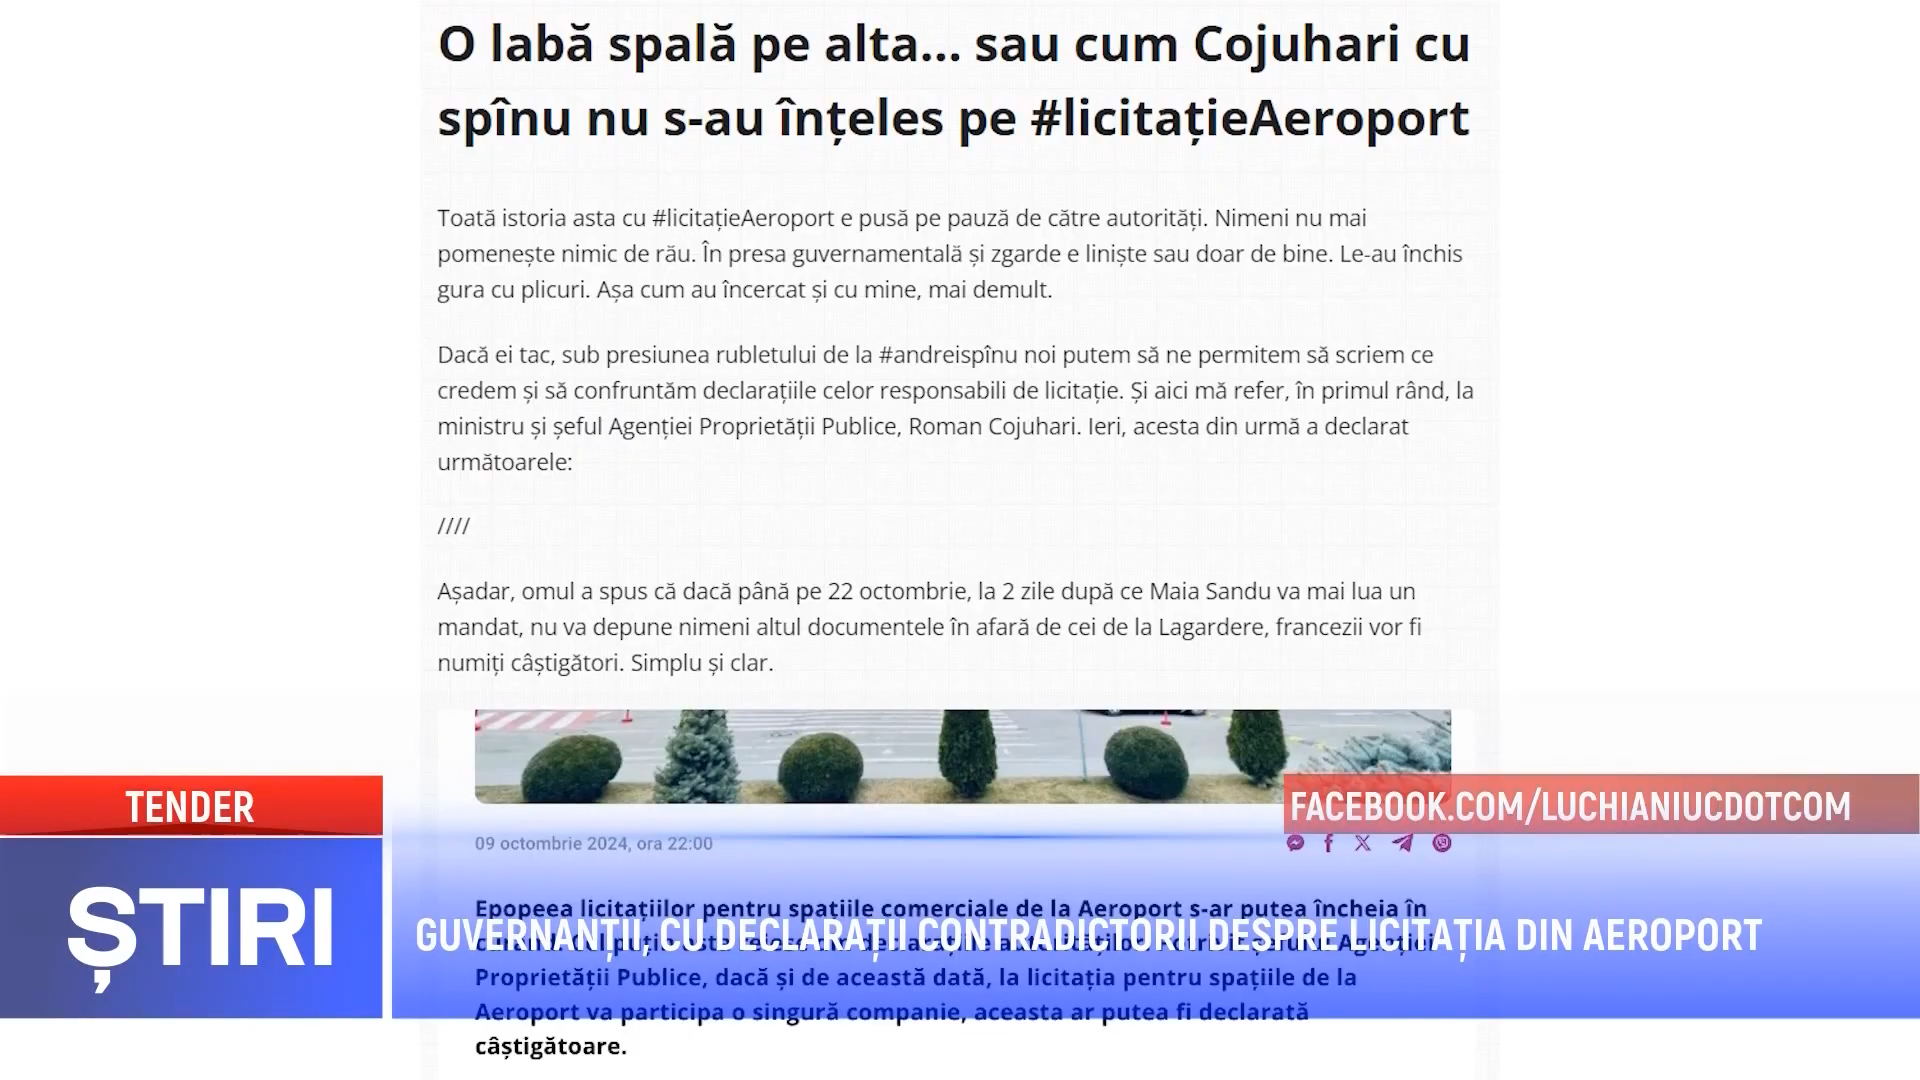 O labă spală pe alta... sau cum Cojuhari cu
spînu nu s-au înțeles pe #licitațieAeroport
Toată istoria asta cu #licitațieAeroport e pusă pe pauză de către autorități. Nimeni nu mai
pomenește nimic de rău. În presa guvernamentală și zgarde e liniște sau doar de bine. Le-au închis
gura cu plicuri. Așa cum au încercat și cu mine, mai demult.
Dacă ei tac, sub presiunea rubletului de la #andreispînu noi putem să ne permitem să scriem ce
credem și să confruntăm declarațiile celor responsabili de licitație. Și aici mă refer, în primul rând, la
ministru și șeful Agenției Proprietății Publice, Roman Cojuhari. Ieri, acesta din urmă a declarat
următoarele:
////
Așadar, omul a spus că dacă până pe 22 octombrie, la 2 zile după ce Maia Sandu va mai lua un
mandat, nu va depune nimeni altul documentele în afară de cei de la Lagardere, francezii vor fi
numiți câștigători. Simplu și clar.
TENDER
FACEBOOK.COM/LUCHIANIUCDOTCOM
09 octombrie 2024, ora 22:00
Epopeea licitațiilor pentru spațiile comerciale de la Aeroport s-ar putea încheia în
ȘTIRI
GUVERNANȚII, CU DECLARAȚII CONTRADICTORII DESPRE LICITAȚIA DIN AEROPORT
Proprietății Publice, dacă și de această dată, la licitația pentru spațiile de la
Aeroport va participa o singură companie, aceasta ar putea fi declarată
câștigătoare.